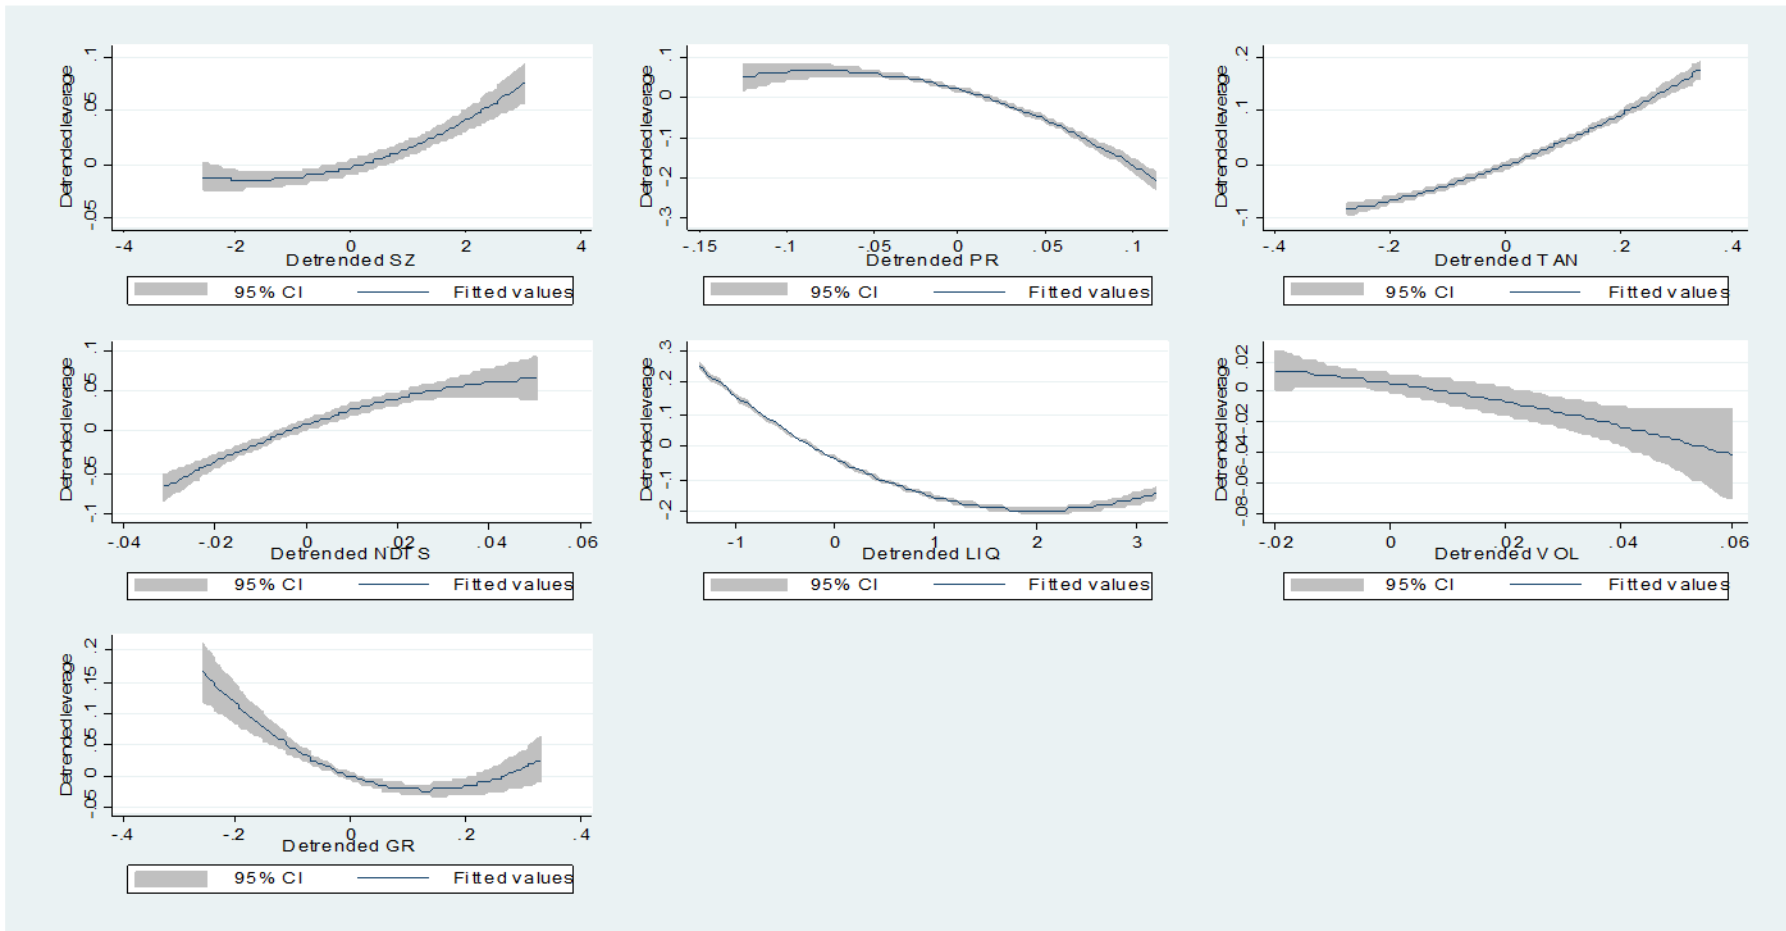 Detrended leverage
.1
.05
0
-.05
-4 -2 0 2 4
Detrended SZ
95% CI Fitted values
Detrended leverage
.1
0
-.1
-.2
-.3
-.15 -.1 -.05 0 .05 .1
Detrended PR
95% CI Fitted values
Detrended leverage
.2
.1
0
-.1
-.4 -.2 0 .2 .4
Detrended TAN
95% CI Fitted values
Detrended leverage
.1
.05
0
-.05
-.1
-.04 -.02 0 .02 .04 .06
Detrended NDTS
95% CI Fitted values
Detrended leverage
.3
.2
.1
0
-.1
-.2
-1 0 1 2 3
Detrended LIQ
95% CI Fitted values
Detrended leverage
.02
0
-.02
-.04
-.06
-.08
-.02 0 .02 .04 .06
Detrended VOL
95% CI Fitted values
Detrended leverage
.2
.15
.1
.05
0
-.05
-.4 -.2 0 .2 .4
Detrended GR
95% CI Fitted values